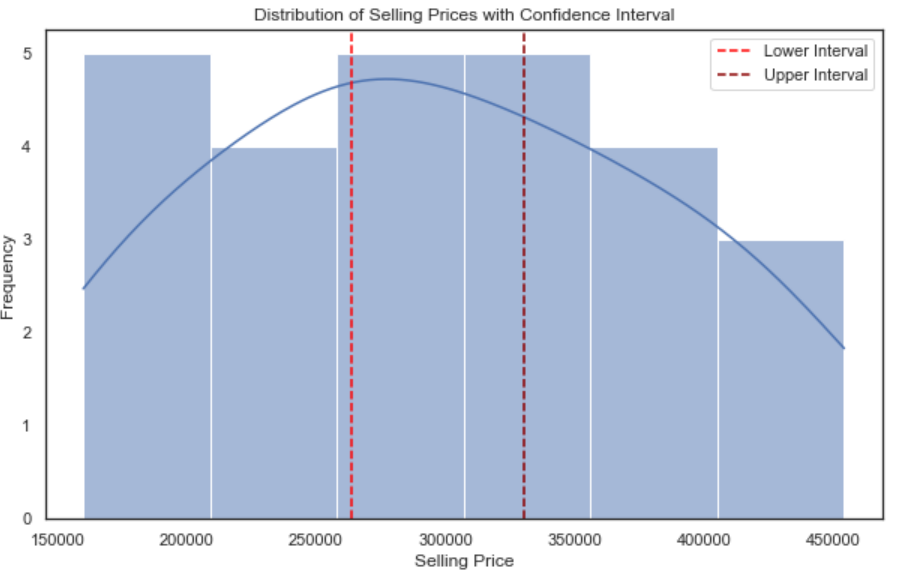 Distribution of Selling Prices with Confidence Interval
Lower Interval
Upper Interval
Frequency
5
4
3
2
1
0
150000 200000 250000 300000 350000 400000 450000
Selling Price